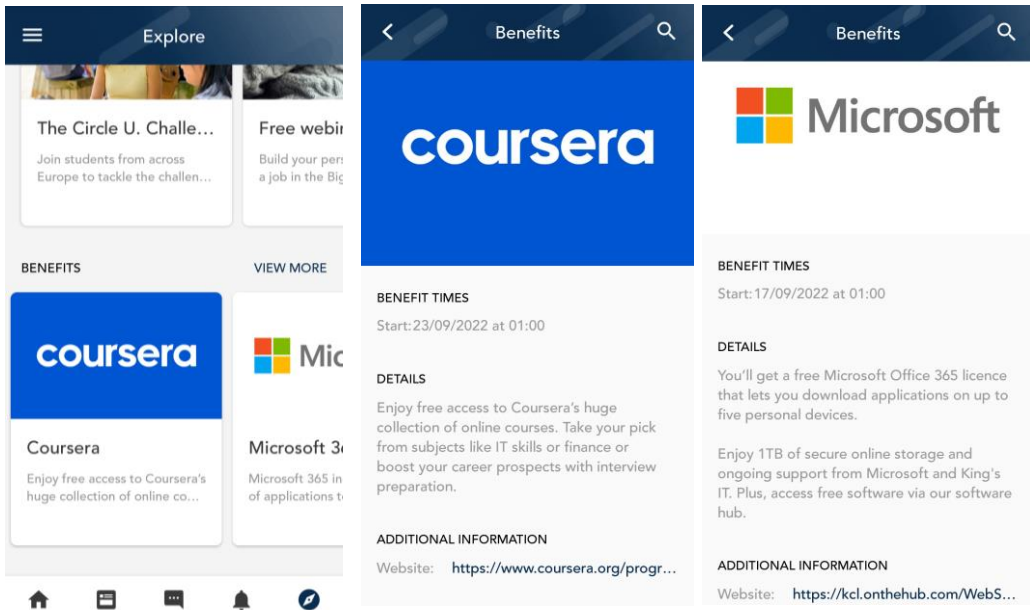 Explore
The Circle U. Challe...
Join students from across
Europe to tackle the challen...
Free webi
Build your pers
a job in the Big
BENEFITS
VIEW MORE
coursera
Mic
Coursera
Enjoy free access to Coursera's
huge collection of online co...
Microsoft 3
Microsoft 365 in
of applications t
Benefits
coursera
BENEFIT TIMES
Start:23/09/2022 at 01:00
DETAILS
Enjoy free access to Coursera's huge
collection of online courses. Take your pick
from subjects like IT skills or finance or
boost your career prospects with interview
preparation.
ADDITIONAL INFORMATION
Website: https://www.coursera.org/progr...
Benefits
Microsoft
BENEFIT TIMES
Start:17/09/2022 at 01:00
DETAILS
You'll get a free Microsoft Office 365 licence
that lets you download applications on up to
five personal devices.
Enjoy 1TB of secure online storage and
ongoing support from Microsoft and King's
IT. Plus, access free software via our software
hub.
ADDITIONAL INFORMATION
Website: https://kcl.onthehub.com/WebS...